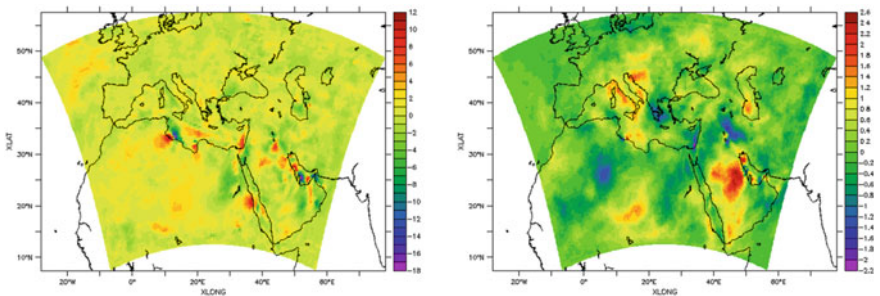 50°N
40°N
30°N
20°N
10°N
XLAT
20°W
0°
20°E
40°E
60°E
XLONG
12
10
8
6
4
2
0
-2
-4
-6
-8
-10
-12
-14
-16
-18
50°N
40°N
30°N
20°N
10°N
XLAT
20°W
0°
20°E
40°E
60°E
XLONG
2.6
2.4
2.2
2
1.8
1.6
1.4
1.2
1
0.8
0.6
0.4
0.2
0
-0.2
-0.4
-0.6
-0.8
-1
-1.2
-1.4
-1.6
-1.8
-2
-2.2